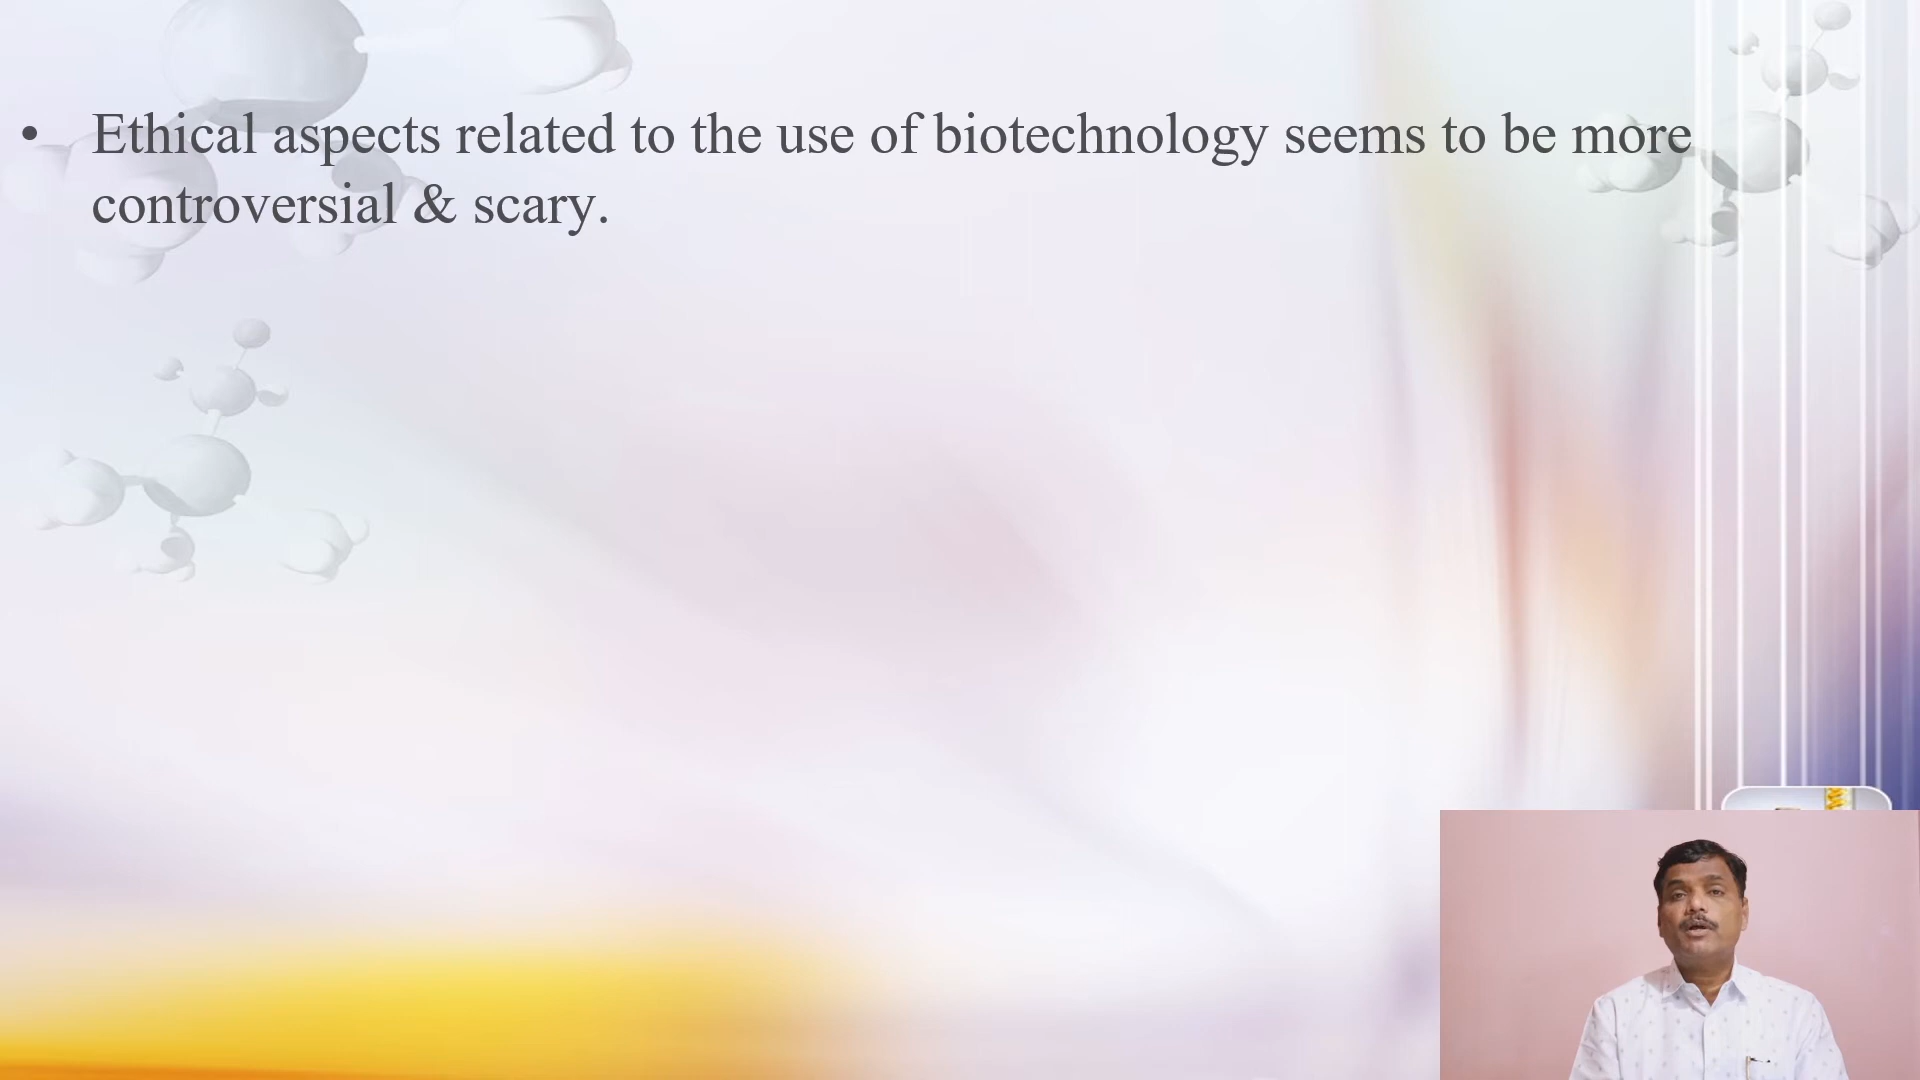 • Ethical aspects related to the use of biotechnology seems to be more
controversial & scary.